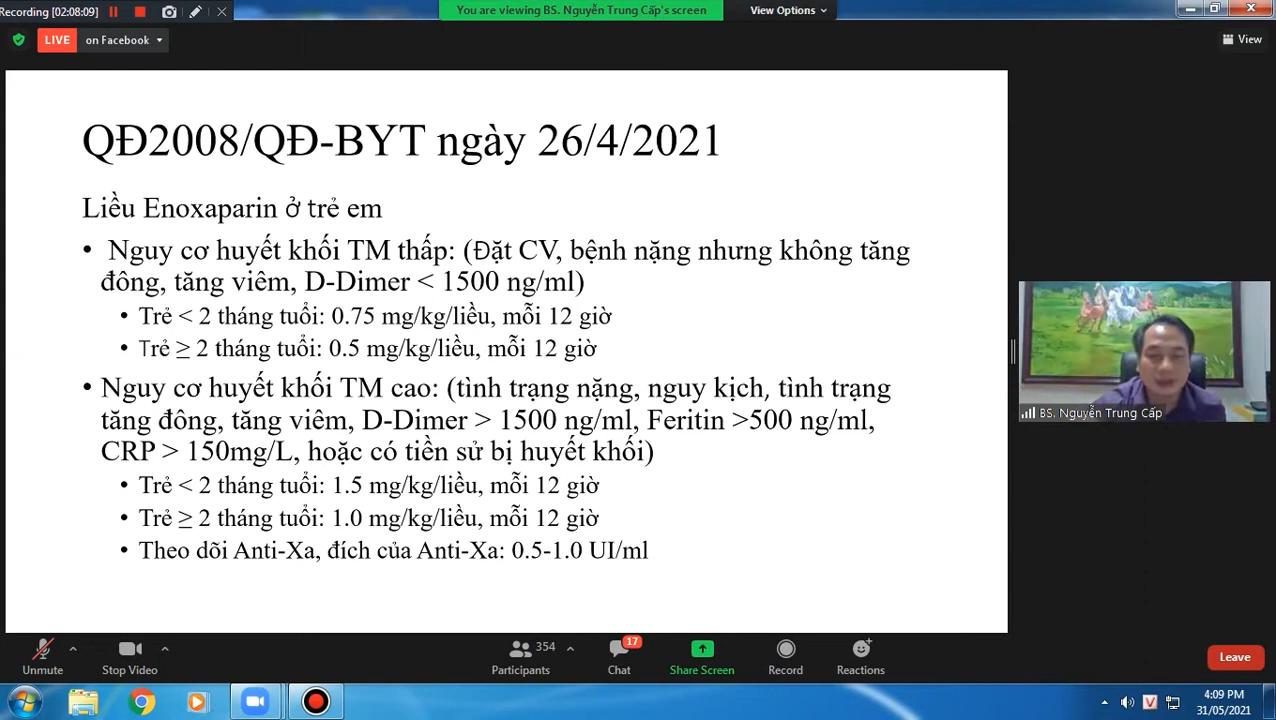 Recording [02:08:09]
You are viewing BS. Nguyễn Trung Cấp's screen
View Options
LIVE on Facebook
View
QĐ2008/QĐ-BYT ngày 26/4/2021
Liều Enoxaparin ở trẻ em
• Nguy cơ huyết khối TM thấp: (Đặt CV, bệnh nặng nhưng không tăng
đông, tăng viêm, D-Dimer < 1500 ng/ml)
• Trẻ < 2 tháng tuổi: 0.75 mg/kg/liều, mỗi 12 giờ
• Trẻ ≥ 2 tháng tuổi: 0.5 mg/kg/liều, mỗi 12 giờ
• Nguy cơ huyết khối TM cao: (tình trạng nặng, nguy kịch, tình trạng
tăng đông, tăng viêm, D-Dimer > 1500 ng/ml, Feritin >500 ng/ml,
CRP > 150mg/L, hoặc có tiền sử bị huyết khối)
• Trẻ < 2 tháng tuổi: 1.5 mg/kg/liều, mỗi 12 giờ
• Trẻ ≥ 2 tháng tuổi: 1.0 mg/kg/liều, mỗi 12 giờ
• Theo dõi Anti-Xa, đích của Anti-Xa: 0.5-1.0 UI/ml
BS. Nguyễn Trung Cấp
354
17
Unmute
Stop Video
Participants
Chat
Share Screen
Record
Reactions
Leave
V
4:09 PM
31/05/2021